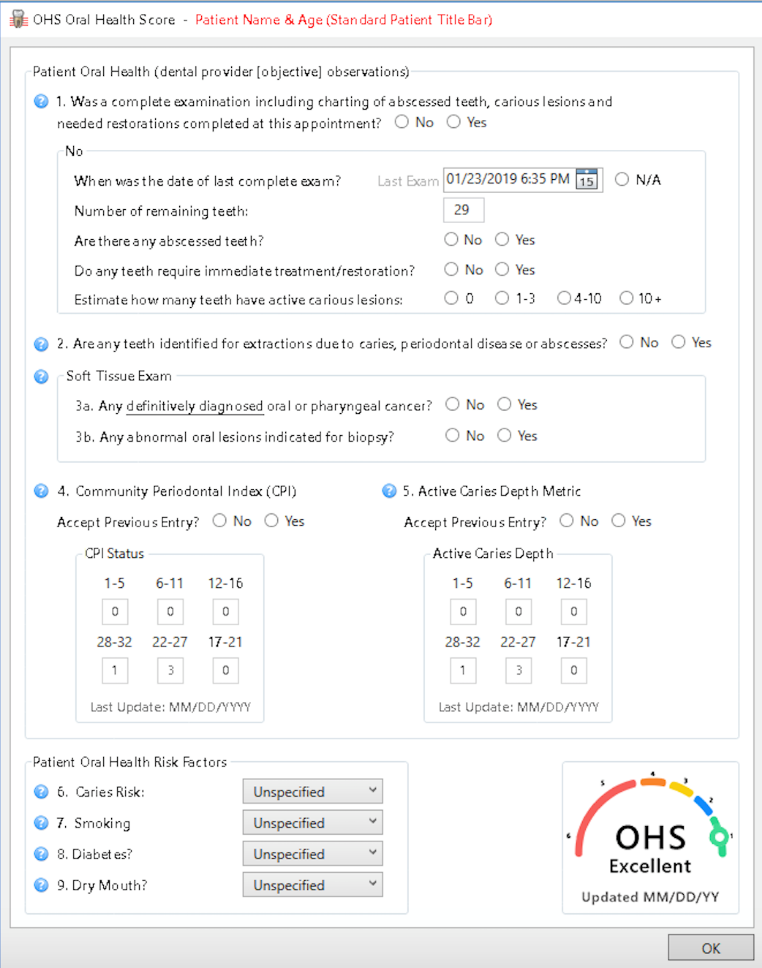 OHS Oral Health Score - Patient Name & Age (Standard Patient Title Bar)
Patient Oral Health (dental provider [objective] observations)
? 1. Was a complete examination including charting of abscessed teeth, carious lesions and
needed restorations completed at this appointment? No Yes
No
When was the date of last complete exam? Last Exam 01/23/2019 6:35 PM 15 N/A
Number of remaining teeth: 29
Are there any abscessed teeth? No Yes
Do any teeth require immediate treatment/restoration? No Yes
Estimate how many teeth have active carious lesions: 0 1-3 4-10 10+
? 2. Are any teeth identified for extractions due to caries, periodontal disease or abscesses? No Yes
? Soft Tissue Exam
3a. Any definitively diagnosed oral or pharyngeal cancer? No Yes
3b. Any abnormal oral lesions indicated for biopsy? No Yes
? 4. Community Periodontal Index (CPI) ? 5. Active Caries Depth Metric
Accept Previous Entry? No Yes Accept Previous Entry? No Yes
CPI Status Active Caries Depth
1-5 6-11 12-16 1-5 6-11 12-16
0 0 0 0 0 0
28-32 22-27 17-21 28-32 22-27 17-21
1 3 0 1 3 0
Last Update: MM/DD/YYYY Last Update: MM/DD/YYYY
Patient Oral Health Risk Factors
? 6. Caries Risk: Unspecified
? 7. Smoking Unspecified
? 8. Diabetes? Unspecified
? 9. Dry Mouth? Unspecified
6 5 4 3 2 1
OHS
Excellent
Updated MM/DD/YY
OK